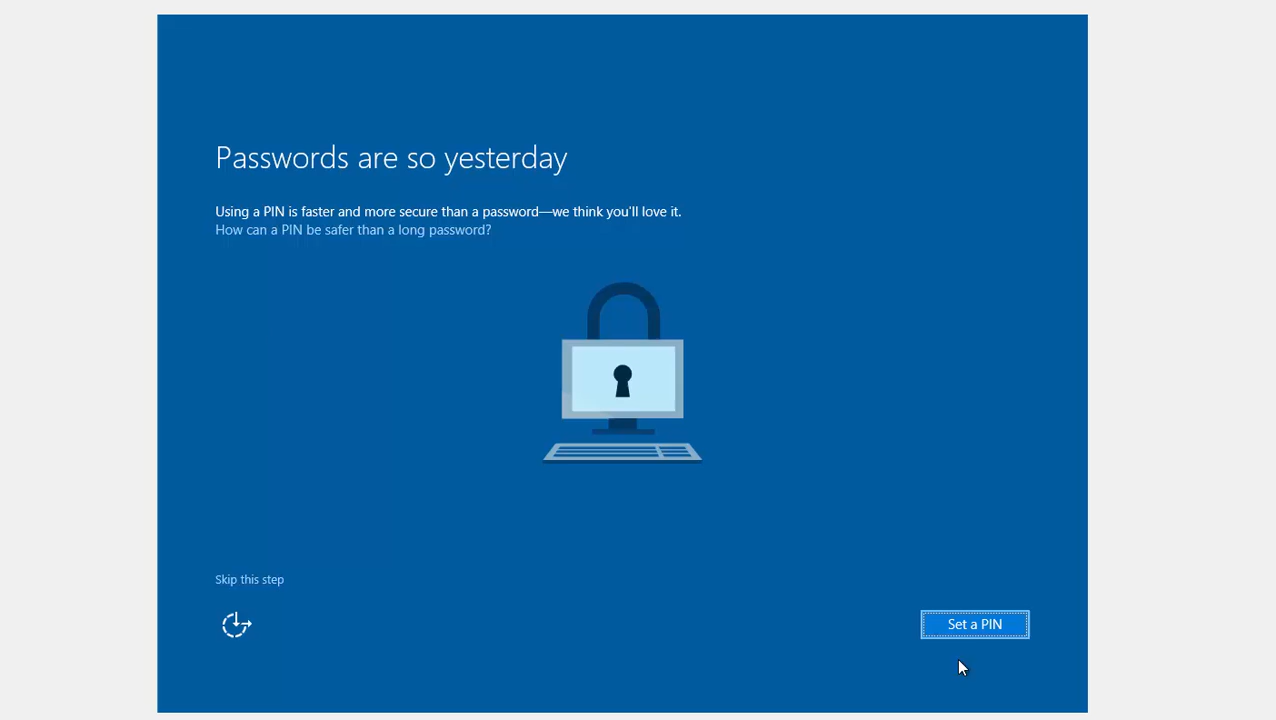 Passwords are so yesterday
Using a PIN is faster and more secure than a password—we think you'll love it.
How can a PIN be safer than a long password?
Skip this step
Set a PIN